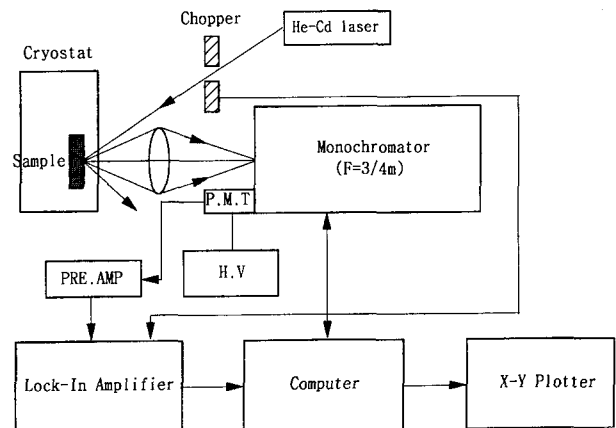 Chopper
He-Cd laser
Cryostat
Sample
Monochromator
(F=3/4m)
P.M.T
H.V
PRE.AMP
Lock-In Amplifier
Computer
X-Y Plotter